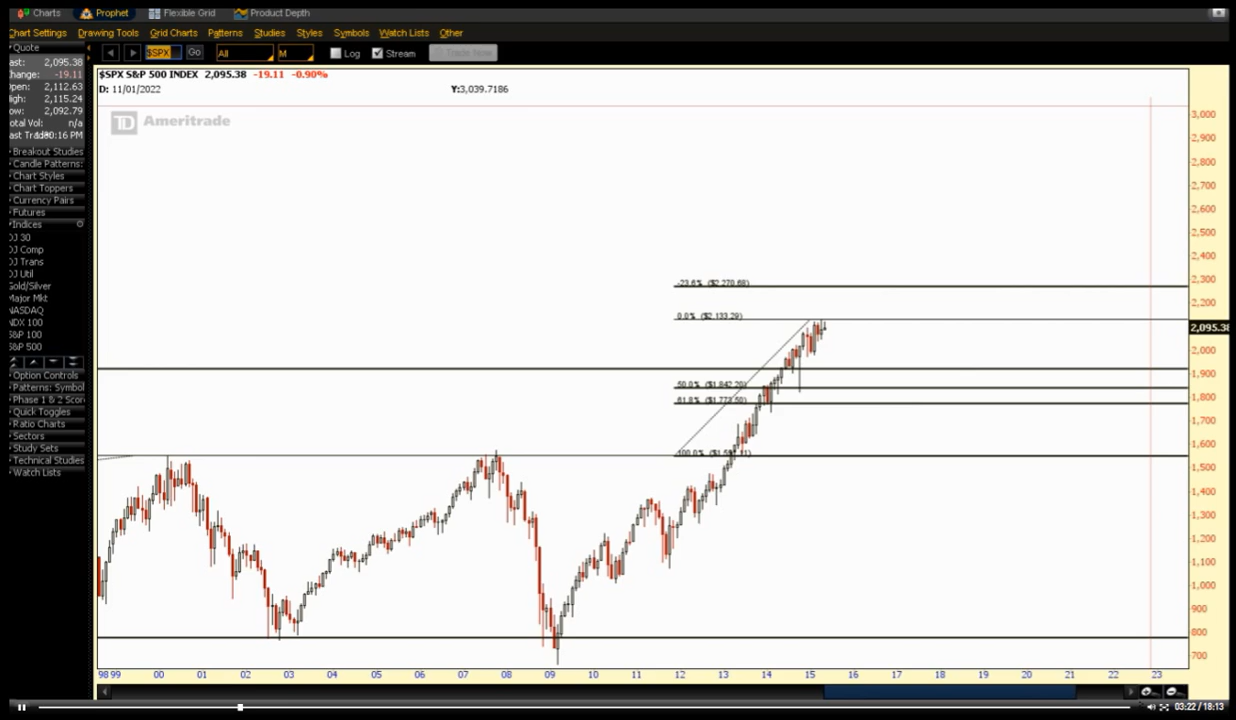 Charts Prophet Flexible Grid Product Depth
Chart Settings Drawing Tools Grid Charts Patterns Studies Styles Symbols Watch Lists Other
Quote
$SPX Go All M Log Stream Trade Now
ast: 2,095.38
hange: -19.11
Open: 2,112.63
High: 2,115.24
ow: 2,092.79
otal Vol: n/a
ast Trade 0:16 PM
Breakout Studies
Candle Patterns:
Chart Styles
Chart Toppers
Currency Pairs
Futures
Indices
DJ 30
DJ Comp
DJ Trans
DJ Util
Gold/Silver
Major Mkt
NASDAQ
NDX 100
S&P 100
S&P 500
Option Controls
Patterns: Symbol
Phase 1 & 2 Scor
Quick Toggles
Ratio Charts
Sectors
Study Sets
Technical Studies
Watch Lists
$SPX S&P 500 INDEX 2,095.38 -19.11 -0.90%
D: 11/01/2022 Y:3,039.7186
TD Ameritrade
-23.6% ($2,270.68)
0.0% ($2,133.29)
50.0% ($1,842.20)
61.8% ($1,773.50)
100.0%
3,000
2,900
2,800
2,700
2,600
2,500
2,400
2,300
2,200
2,095.38
2,000
1,900
1,800
1,700
1,600
1,500
1,400
1,300
1,200
1,100
1,000
900
800
700
98 99 00 01 02 03 04 05 06 07 08 09 10 11 12 13 14 15 16 17 18 19 20 21 22 23
03:22 / 18:13